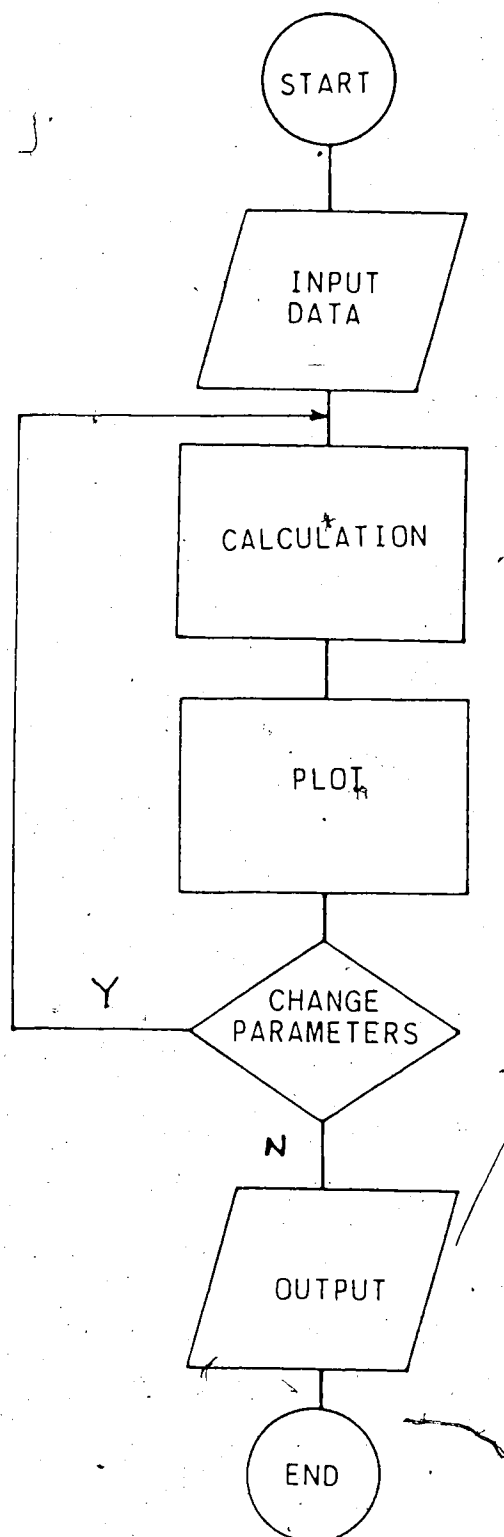 START
INPUT
DATA
CALCULATION
PLOT
CHANGE
PARAMETERS
Y
N
OUTPUT
END